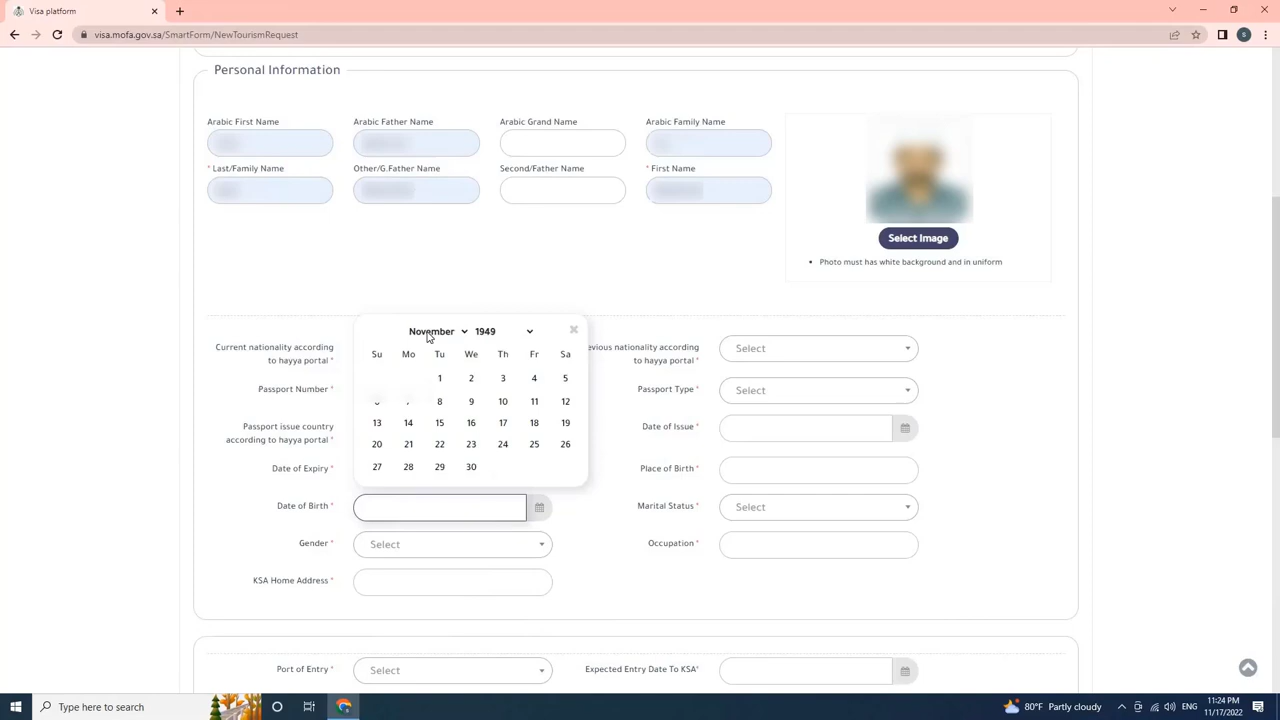 Visa platform
visa.mofa.gov.sa/SmartForm/NewTourismRequest
S
Personal Information
Arabic First Name
Arabic Father Name
Arabic Grand Name
Arabic Family Name
* Last/Family Name
Other/G.Father Name
Second/Father Name
* First Name
Select Image
• Photo must has white background and in uniform
November 1949
Su Mo Tu We Th Fr Sa
1 2 3 4 5
8 9 10 11 12
13 14 15 16 17 18 19
20 21 22 23 24 25 26
27 28 29 30
Current nationality according
to hayya portal *
evious nationality according to
hayya portal *
Select
Passport Number *
Passport Type *
Select
Passport issue country
according to hayya portal *
Date of Issue *
Date of Expiry *
Place of Birth *
Date of Birth *
Marital Status *
Select
Gender *
Select
Occupation *
KSA Home Address *
Port of Entry *
Select
Expected Entry Date To KSA*
Type here to search
80°F Partly cloudy
ENG
11:24 PM
11/17/2022